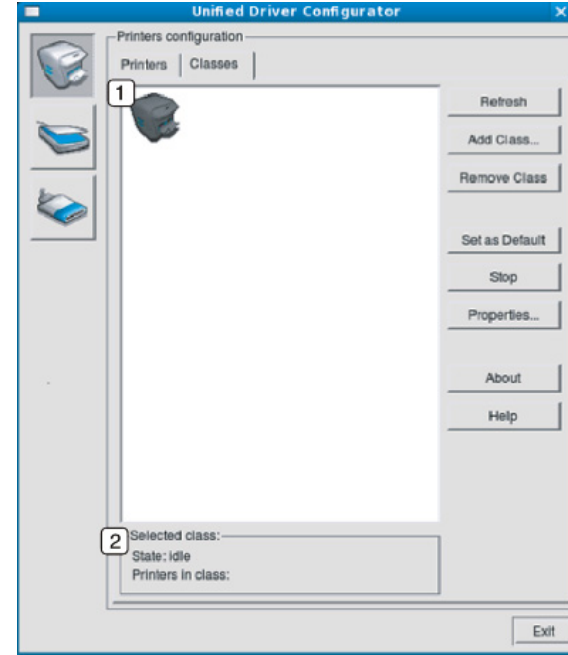 Unified Driver Configurator
Printers configuration
Printers Classes
1
Refresh
Add Class...
Remove Class
Set as Default
Stop
Properties...
About
Help
2
Selected class:
State: idle
Printers in class:
Exit